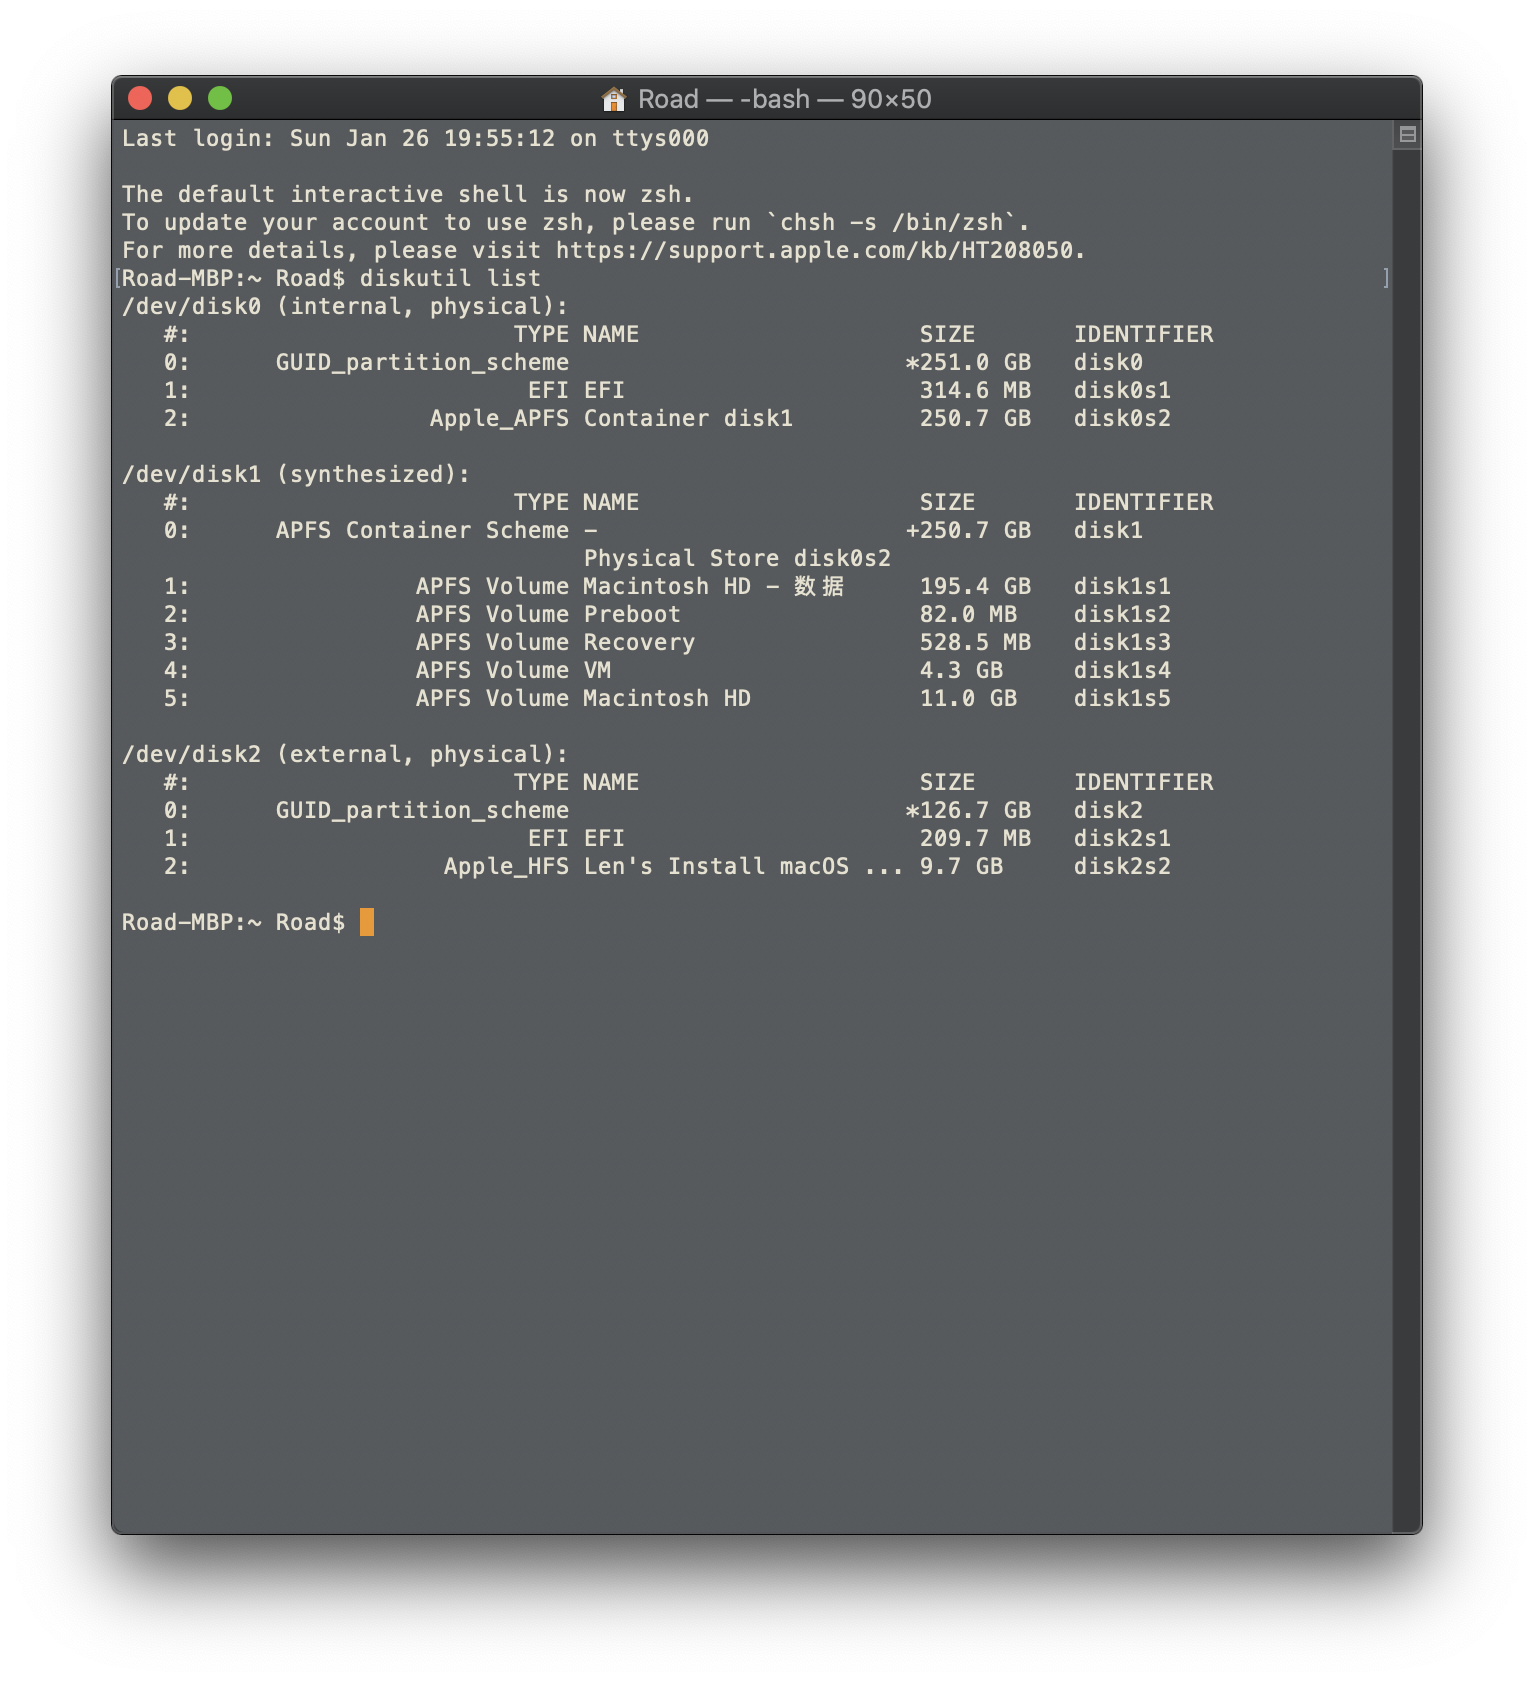 Road — -bash — 90×50
Last login: Sun Jan 26 19:55:12 on ttys000

The default interactive shell is now zsh.
To update your account to use zsh, please run `chsh -s /bin/zsh`.
For more details, please visit https://support.apple.com/kb/HT208050.
[Road-MBP:~ Road$ diskutil list                                                            ]
/dev/disk0 (internal, physical):
   #:                       TYPE NAME                    SIZE       IDENTIFIER
   0:      GUID_partition_scheme                        *251.0 GB   disk0
   1:                        EFI EFI                     314.6 MB   disk0s1
   2:                 Apple_APFS Container disk1         250.7 GB   disk0s2

/dev/disk1 (synthesized):
   #:                       TYPE NAME                    SIZE       IDENTIFIER
   0:      APFS Container Scheme -                      +250.7 GB   disk1
                                 Physical Store disk0s2
   1:                APFS Volume Macintosh HD - 数据     195.4 GB   disk1s1
   2:                APFS Volume Preboot                 82.0 MB    disk1s2
   3:                APFS Volume Recovery                528.5 MB   disk1s3
   4:                APFS Volume VM                      4.3 GB     disk1s4
   5:                APFS Volume Macintosh HD            11.0 GB    disk1s5

/dev/disk2 (external, physical):
   #:                       TYPE NAME                    SIZE       IDENTIFIER
   0:      GUID_partition_scheme                        *126.7 GB   disk2
   1:                        EFI EFI                     209.7 MB   disk2s1
   2:                  Apple_HFS Len's Install macOS ... 9.7 GB     disk2s2

Road-MBP:~ Road$